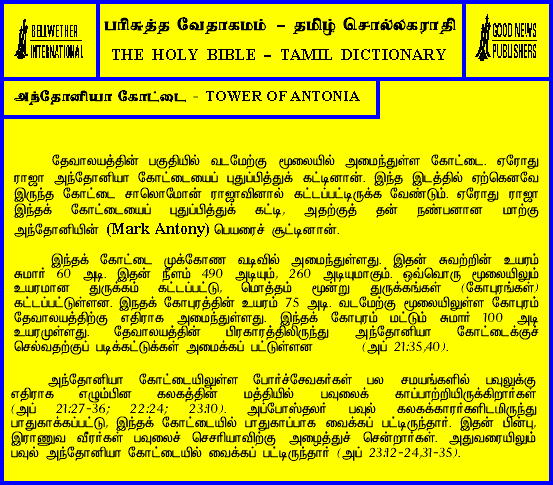 BELLWETHER
INTERNATIONAL
பரிசுத்த வேதாகமம் – தமிழ் சொல்லகராதி
THE HOLY BIBLE – TAMIL DICTIONARY
GOOD NEWS
PUBLISHERS
அந்தோனியா கோட்டை - TOWER OF ANTONIA
தேவாலயத்தின் பகுதியில் வடமேற்கு மூலையில் அமைந்துள்ள கோட்டை. ஏரோது
ராஜா அந்தோனியா கோட்டையைப் புதுப்பித்துக் கட்டினான். இந்த இடத்தில் ஏற்கெனவே
இருந்த கோட்டை சாலொமோன் ராஜாவினால் கட்டப்பட்டிருக்க வேண்டும். ஏரோது ராஜா
இந்தக் கோட்டையைப் புதுப்பித்துக் கட்டி, அதற்குத் தன் நண்பனான மாற்கு
அந்தோனியின் (Mark Antony) பெயரைச் சூட்டினான்.
இந்தக் கோட்டை முக்கோண வடிவில் அமைந்துள்ளது. இதன் சுவற்றின் உயரம்
சுமார் 60 அடி. இதன் நீளம் 490 அடியும், 260 அடியுமாகும். ஒவ்வொரு மூலையிலும்
உயரமான துருக்கம் கட்டப்பட்டு, மொத்தம் மூன்று துருக்கங்கள் (கோபுரங்கள்)
கட்டப்பட்டுள்ளன. இநதக் கோபுரத்தின் உயரம் 75 அடி. வடமேற்கு மூலையிலுள்ள கோபுரம்
தேவாலயத்திற்கு எதிராக அமைந்துள்ளது. இந்தக் கோபுரம் மட்டும் சுமார் 100 அடி
உயரமுள்ளது. தேவாலயத்தின் பிரகாரத்திலிருந்து அந்தோனியா கோட்டைக்குச்
செல்வதற்குப் படிக்கட்டுக்கள் அமைக்கப் பட்டுள்ளன (அப் 21:35,40).
அந்தோனியா கோட்டையிலுள்ள போர்ச்சேவகர்கள் பல சமயங்களில் பவுலுக்கு
எதிராக எழும்பின கலகத்தின் மத்தியில் பவுலைக் காப்பாற்றியிருக்கிறார்கள்
(அப் 21:27-36; 22:24; 23:10). அப்போஸ்தலர் பவுல் கலகக்காரர்களிடமிருந்து
பாதுகாக்கப்பட்டு, இந்தக் கோட்டையில் பாதுகாப்பாக வைக்கப் பட்டிருந்தார். இதன் பின்பு,
இராணுவ வீரர்கள் பவுலைச் செசரியாவிற்கு அழைத்துச் சென்றார்கள். அதுவரையிலும்
பவுல் அந்தோனியா கோட்டையில் வைக்கப் பட்டிருந்தார் (அப் 23:12-24,31-35).